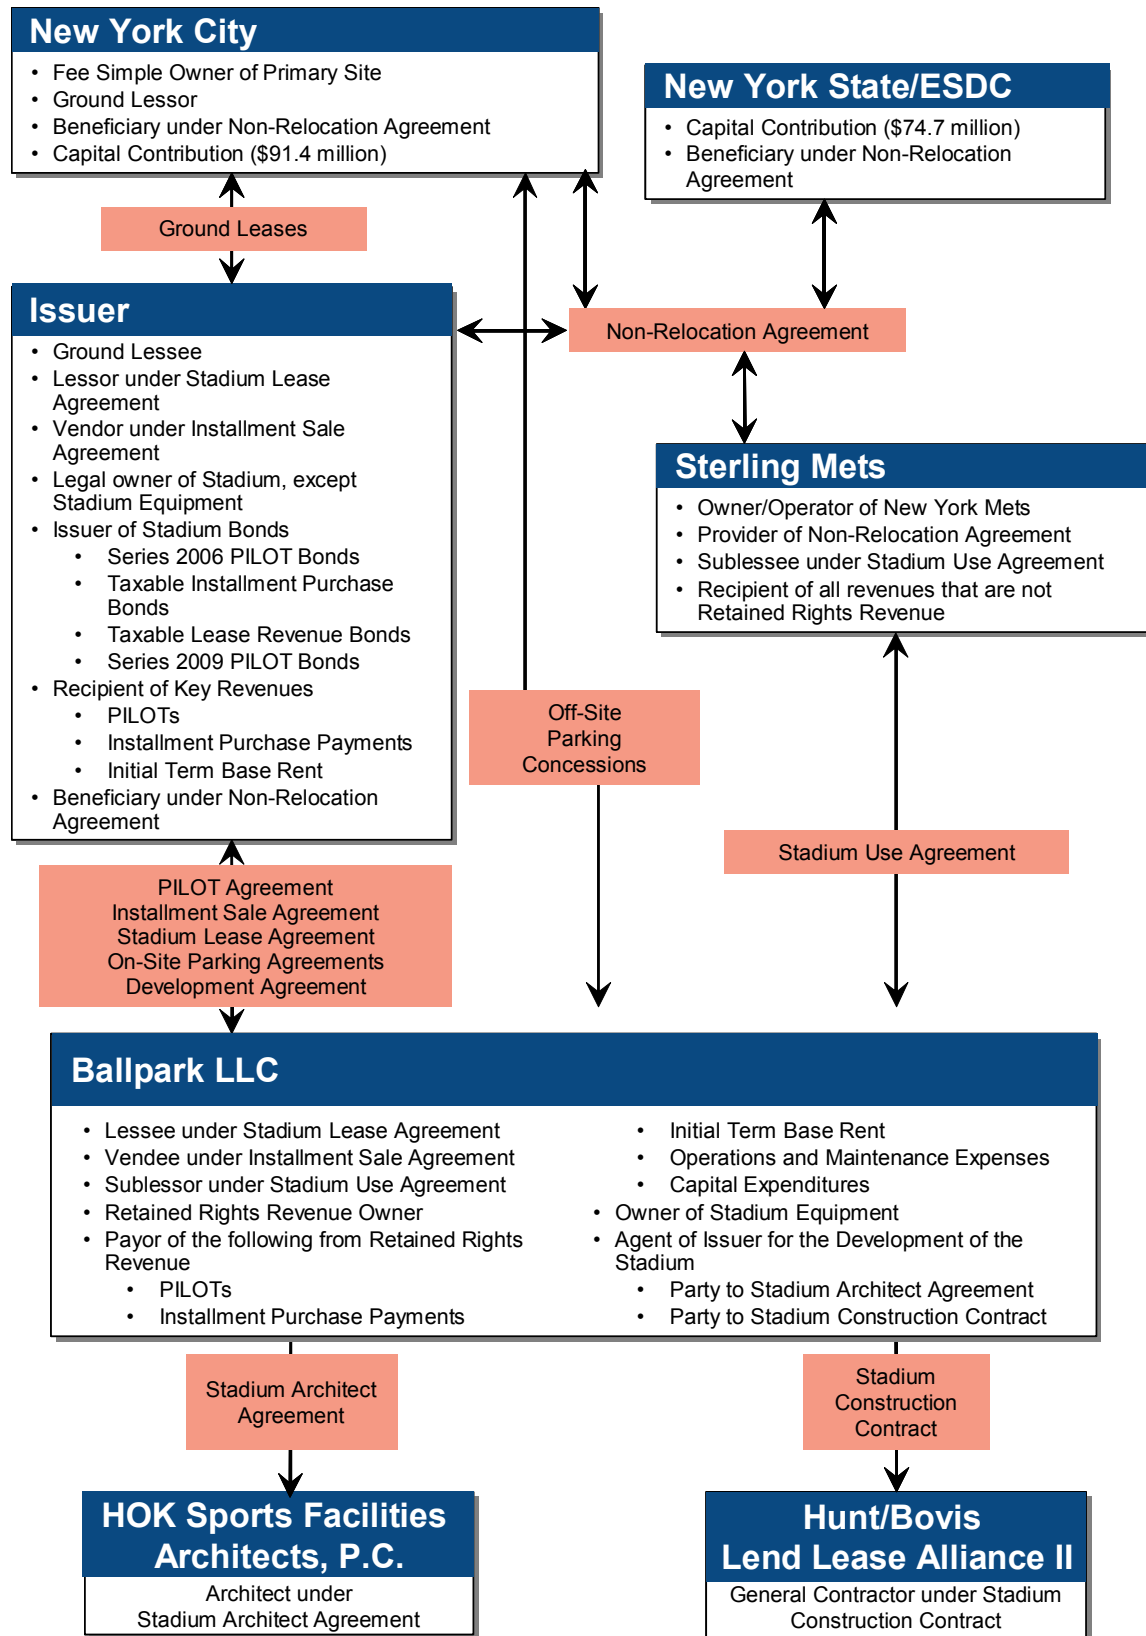 New York City
• Fee Simple Owner of Primary Site
• Ground Lessor
• Beneficiary under Non-Relocation Agreement
• Capital Contribution ($91.4 million)
New York State/ESDC
• Capital Contribution ($74.7 million)
• Beneficiary under Non-Relocation
Agreement
Ground Leases
Issuer
• Ground Lessee
• Lessor under Stadium Lease
Agreement
• Vendor under Installment Sale
Agreement
• Legal owner of Stadium, except
Stadium Equipment
• Issuer of Stadium Bonds
• Series 2006 PILOT Bonds
• Taxable Installment Purchase
Bonds
• Taxable Lease Revenue Bonds
• Series 2009 PILOT Bonds
• Recipient of Key Revenues
• PILOTs
• Installment Purchase Payments
• Initial Term Base Rent
• Beneficiary under Non-Relocation
Agreement
Non-Relocation Agreement
Sterling Mets
• Owner/Operator of New York Mets
• Provider of Non-Relocation Agreement
• Sublessee under Stadium Use Agreement
• Recipient of all revenues that are not
Retained Rights Revenue
Off-Site
Parking
Concessions
Stadium Use Agreement
PILOT Agreement
Installment Sale Agreement
Stadium Lease Agreement
On-Site Parking Agreements
Development Agreement
Ballpark LLC
• Lessee under Stadium Lease Agreement
• Vendee under Installment Sale Agreement
• Sublessor under Stadium Use Agreement
• Retained Rights Revenue Owner
• Payor of the following from Retained Rights
Revenue
• PILOTs
• Installment Purchase Payments
• Initial Term Base Rent
• Operations and Maintenance Expenses
• Capital Expenditures
• Owner of Stadium Equipment
• Agent of Issuer for the Development of the
Stadium
• Party to Stadium Architect Agreement
• Party to Stadium Construction Contract
Stadium Architect
Agreement
Stadium
Construction
Contract
HOK Sports Facilities
Architects, P.C.
Architect under
Stadium Architect Agreement
Hunt/Bovis
Lend Lease Alliance II
General Contractor under Stadium
Construction Contract